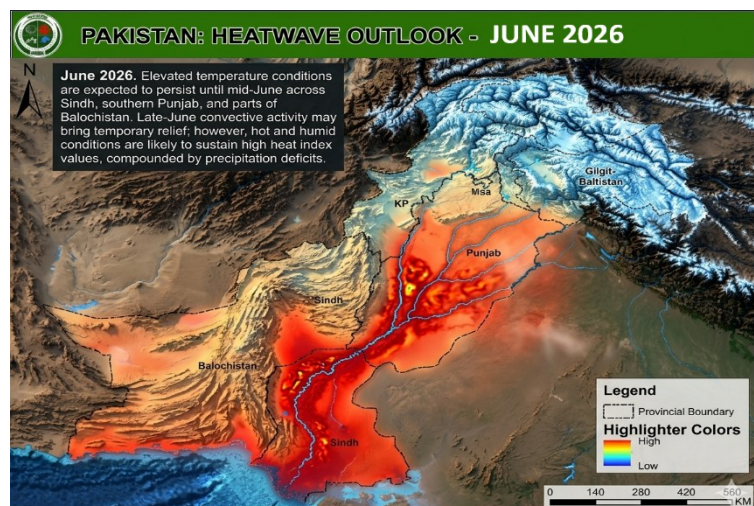 PAKISTAN: HEATWAVE OUTLOOK - JUNE 2026
N
June 2026. Elevated temperature conditions
are expected to persist until mid-June across
Sindh, southern Punjab, and parts of
Balochistan. Late-June convective activity may
bring temporary relief; however, hot and humid
conditions are likely to sustain high heat index
values, compounded by precipitation deficits.
Gilgit-
Baltistan
Msa
KP
Punjab
Sindh
Balochistan
Sindh
Legend
Provincial Boundary
Highlighter Colors
High
Low
0 140 280 420 560
KM